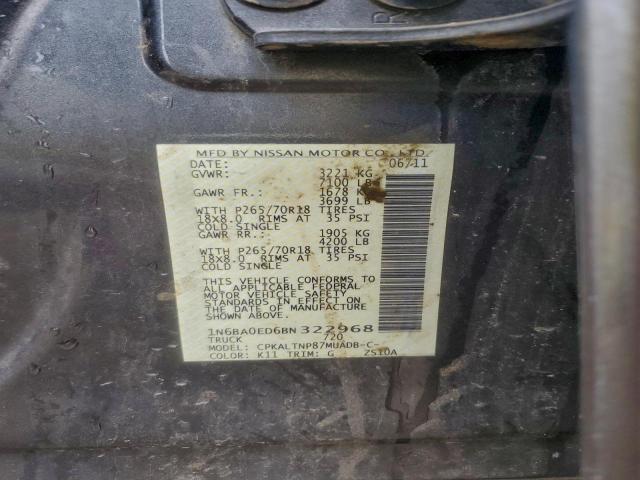 MFD BY NISSAN MOTOR CO., LTD.
DATE: 06/11
GVWR: 3221 KG
7100 LB
GAWR FR.: 1678 KG
3699 LB
WITH P265/70R18 TIRES
18X8.0 RIMS AT 35 PSI
COLD SINGLE
GAWR RR.: 1905 KG
4200 LB
WITH P265/70R18 TIRES
18X8.0 RIMS AT 35 PSI
COLD SINGLE
THIS VEHICLE CONFORMS TO
ALL APPLICABLE FEDERAL
MOTOR VEHICLE SAFETY
STANDARDS IN EFFECT ON
THE DATE OF MANUFACTURE
SHOWN ABOVE.
1N6BA0ED6BN322968
TRUCK 720
MODEL: CPKALTNP87MUADB-C-
COLOR: K11 TRIM: G ZS10A